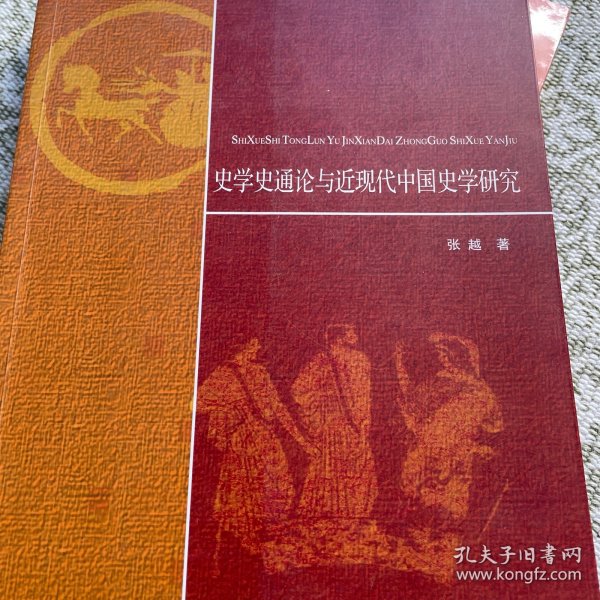 SHIXUESHI TONGLUN YU JINXIANDAI ZHONGGUO SHIXUE YANJIU
史学史通论与近现代中国史学研究
张越 著
孔夫子旧书网
www.kongfz.com